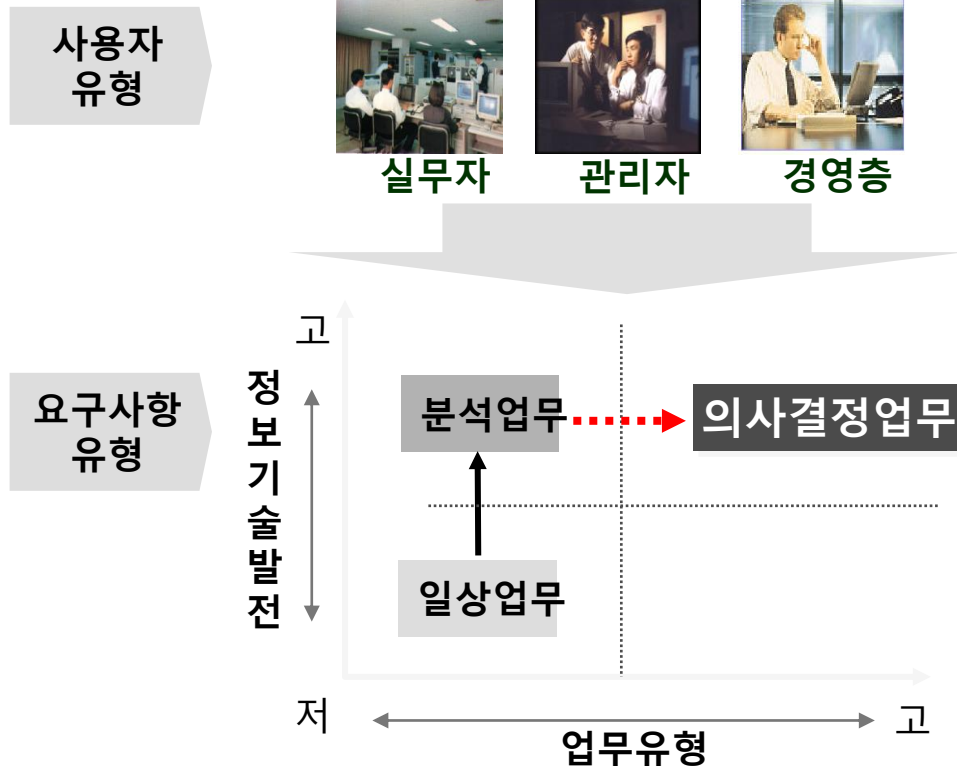 사용자
유형
실무자
관리자
경영층
고
요구사항
유형
정
보
기
술
발
전
분석업무
의사결정업무
일상업무
저
고
업무유형